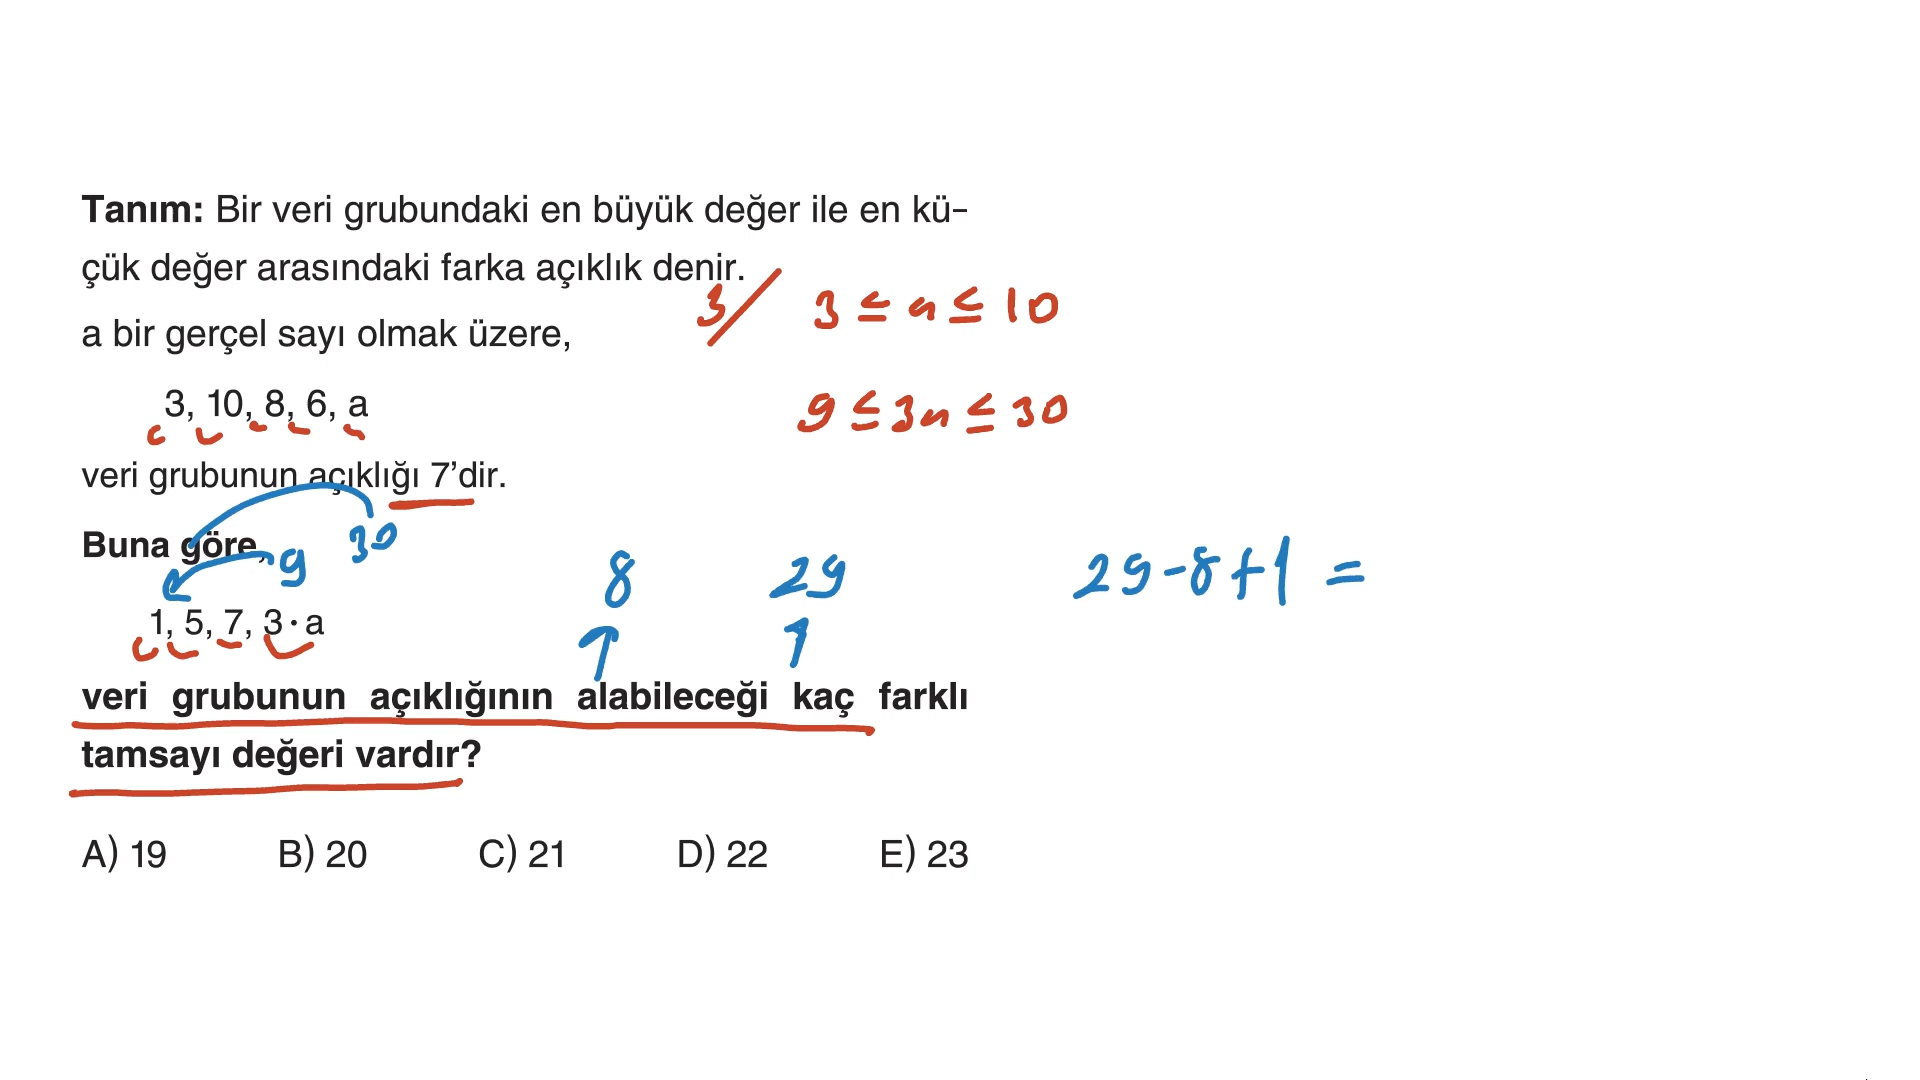 Tanım: Bir veri grubundaki en büyük değer ile en kü-
çük değer arasındaki farka açıklık denir.
3/ 3 ≤ a ≤ 10
a bir gerçel sayı olmak üzere,
3, 10, 8, 6, a
9 ≤ 3a ≤ 30
veri grubunun açıklığı 7'dir.
Buna göre,
9 30
8 29 29-8+1 =
1, 5, 7, 3·a
veri grubunun açıklığının alabileceği kaç farklı
tamsayı değeri vardır?
A) 19 B) 20 C) 21 D) 22 E) 23